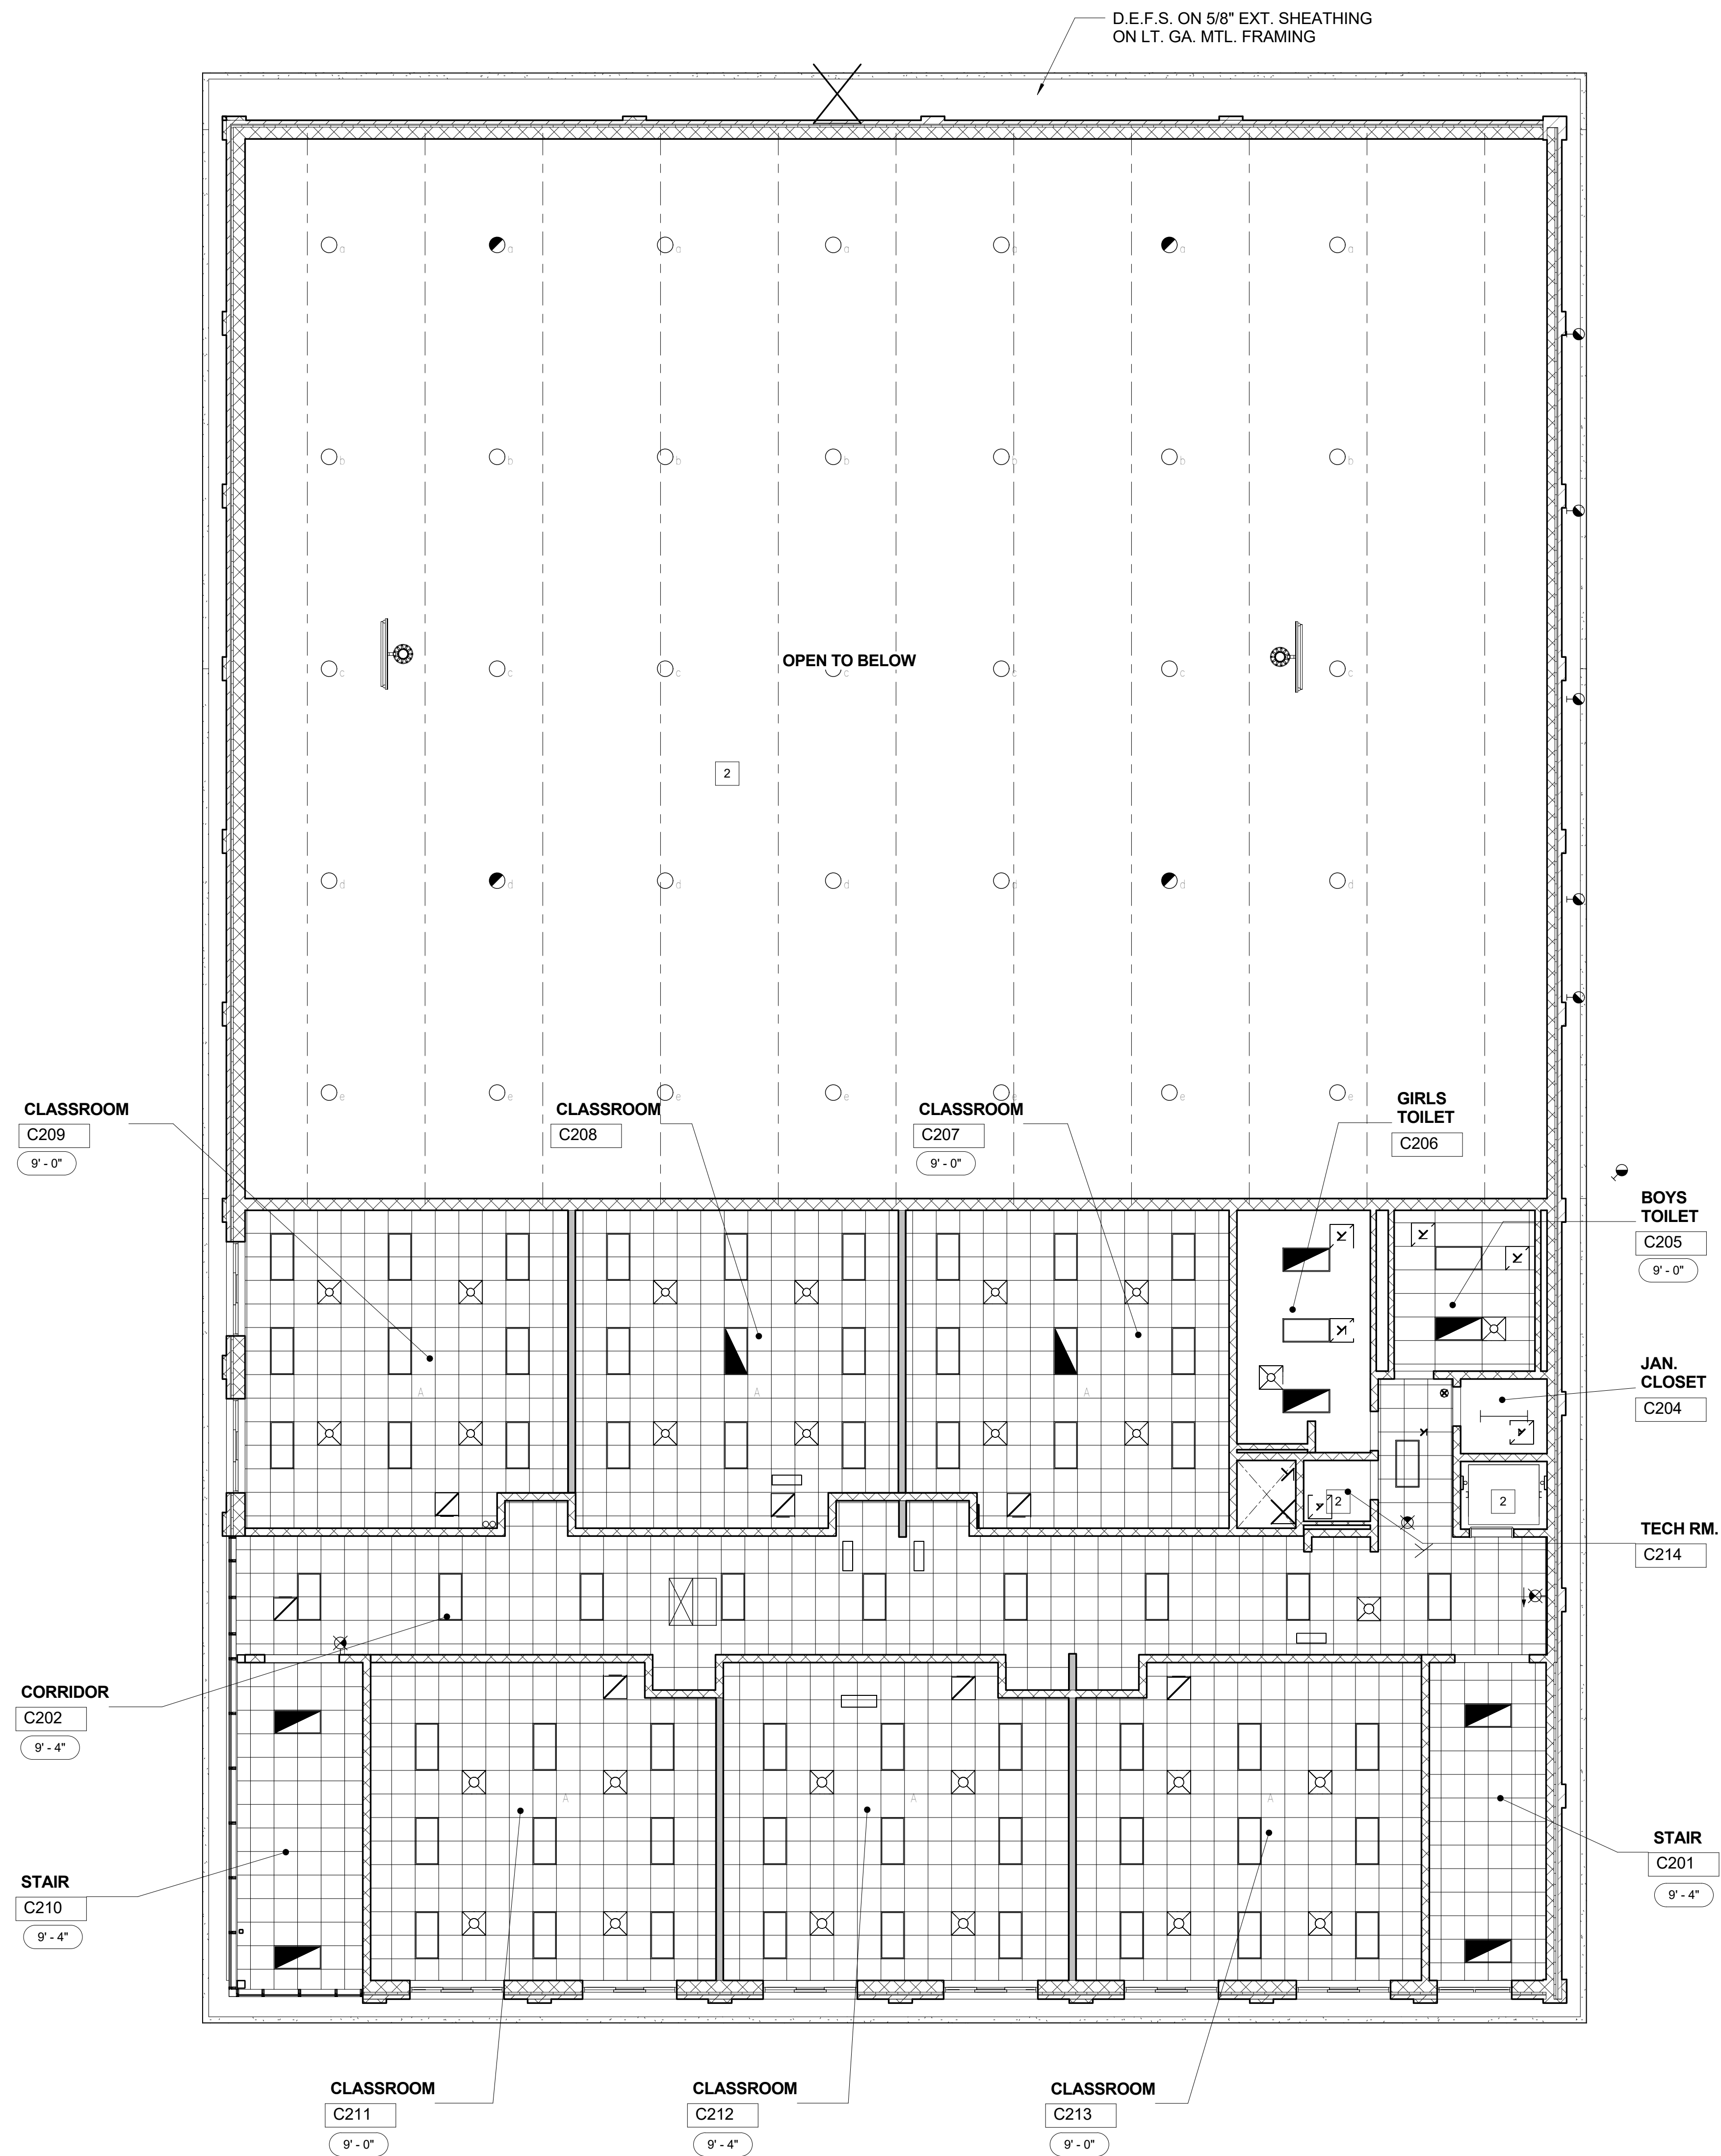 D.E.F.S. ON 5/8" EXT. SHEATHING
ON LT. GA. MTL. FRAMING
a
a
a
a
a
a
a
b
b
b
b
b
b
b
OPEN TO BELOW
c
c
c
c
c
c
c
2
d
d
d
d
d
d
d
e
e
e
e
e
e
e
CLASSROOM
C209
9' - 0"
CLASSROOM
C208
CLASSROOM
C207
9' - 0"
GIRLS
TOILET
C206
BOYS
TOILET
C205
9' - 0"
JAN.
CLOSET
C204
A
A
A
2
2
TECH RM.
C214
CORRIDOR
C202
9' - 4"
A
A
A
STAIR
C210
9' - 4"
STAIR
C201
9' - 4"
CLASSROOM
C211
9' - 0"
CLASSROOM
C212
9' - 4"
CLASSROOM
C213
9' - 0"